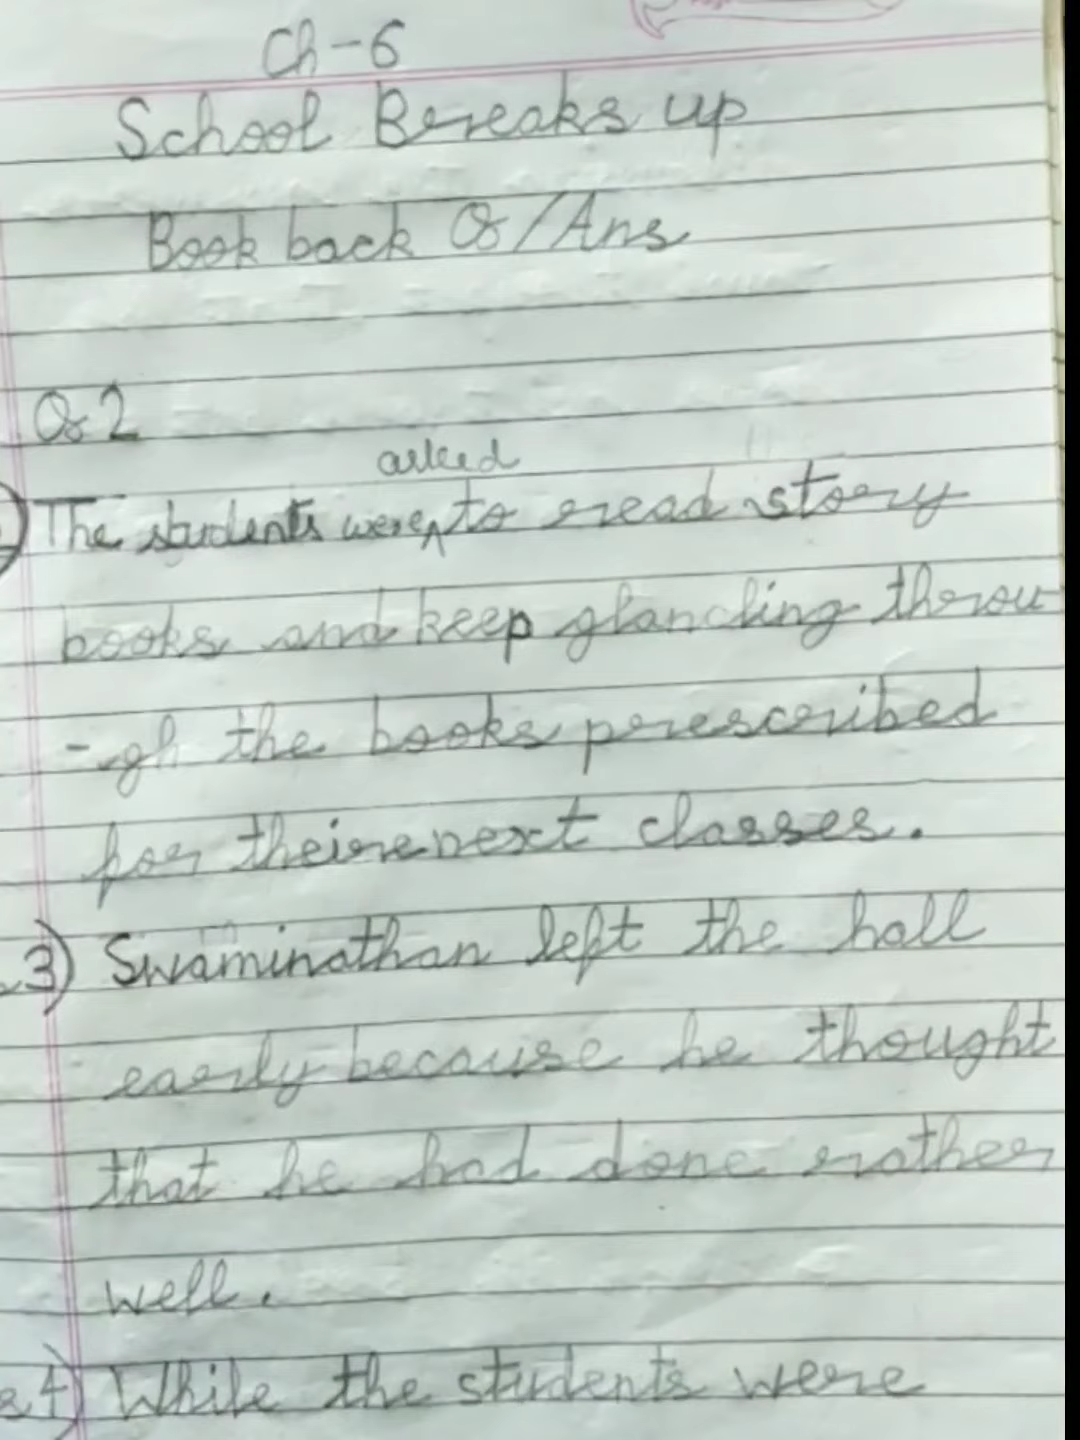 Ch-6
School Breaks up
Book back Q/Ans
Q2
asked
The students were ^ to read story
books and keep glancling throu
-gh the books prescribed
for their next classes.
3) Swaminathan left the hall
early because he thought
that he had done rather
well.
4) While the students were